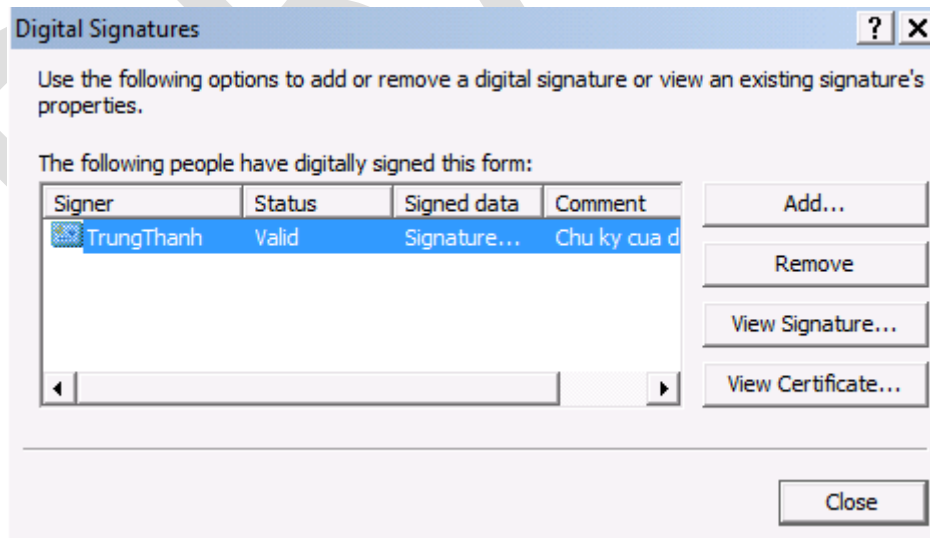 Digital Signatures
Use the following options to add or remove a digital signature or view an existing signature's
properties.
The following people have digitally signed this form:
Signer Status Signed data Comment
TrungThanh Valid Signature... Chu ky cua d
Add...
Remove
View Signature...
View Certificate...
Close